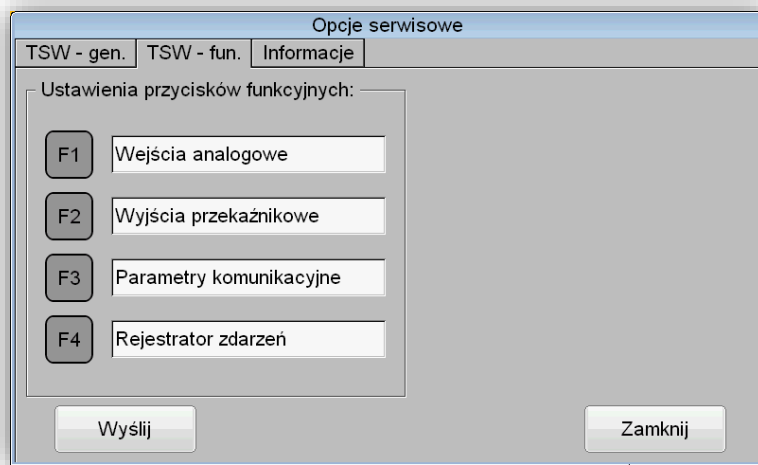 Opcje serwisowe
TSW - gen. TSW - fun. Informacje
Ustawienia przycisków funkcyjnych:
F1 Wejścia analogowe
F2 Wyjścia przekaźnikowe
F3 Parametry komunikacyjne
F4 Rejestrator zdarzeń
Wyślij Zamknij